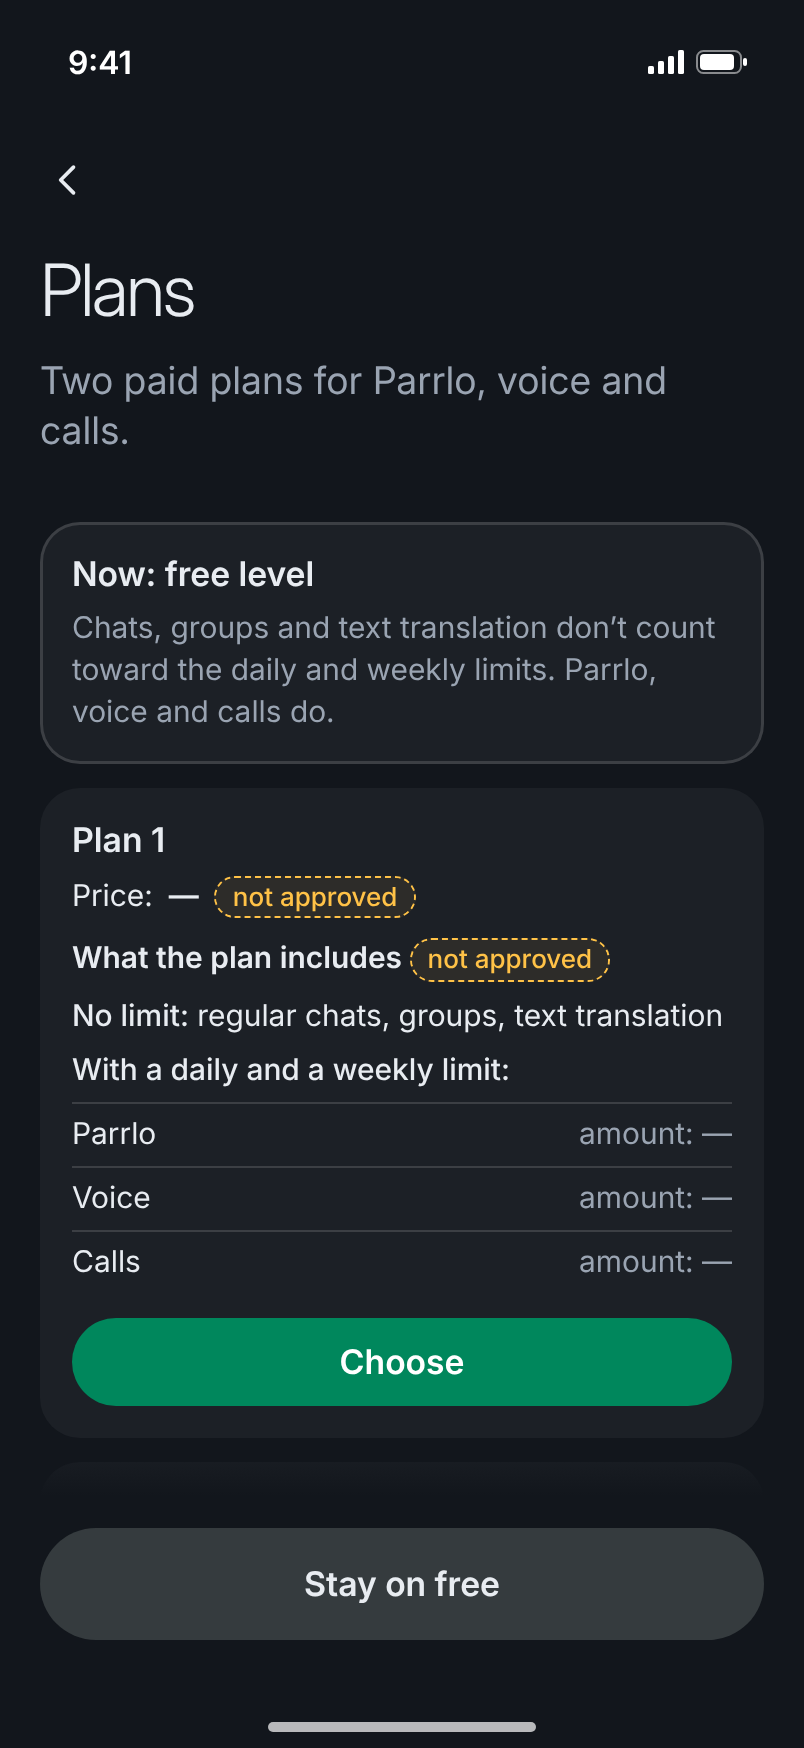 9:41
Plans
Two paid plans for Parrlo, voice and
calls.
Now: free level
Chats, groups and text translation don’t count
toward the daily and weekly limits. Parrlo,
voice and calls do.
Plan 1
Price: — not approved
What the plan includes not approved
No limit: regular chats, groups, text translation
With a daily and a weekly limit:
Parrlo amount: —
Voice amount: —
Calls amount: —
Choose
Stay on free